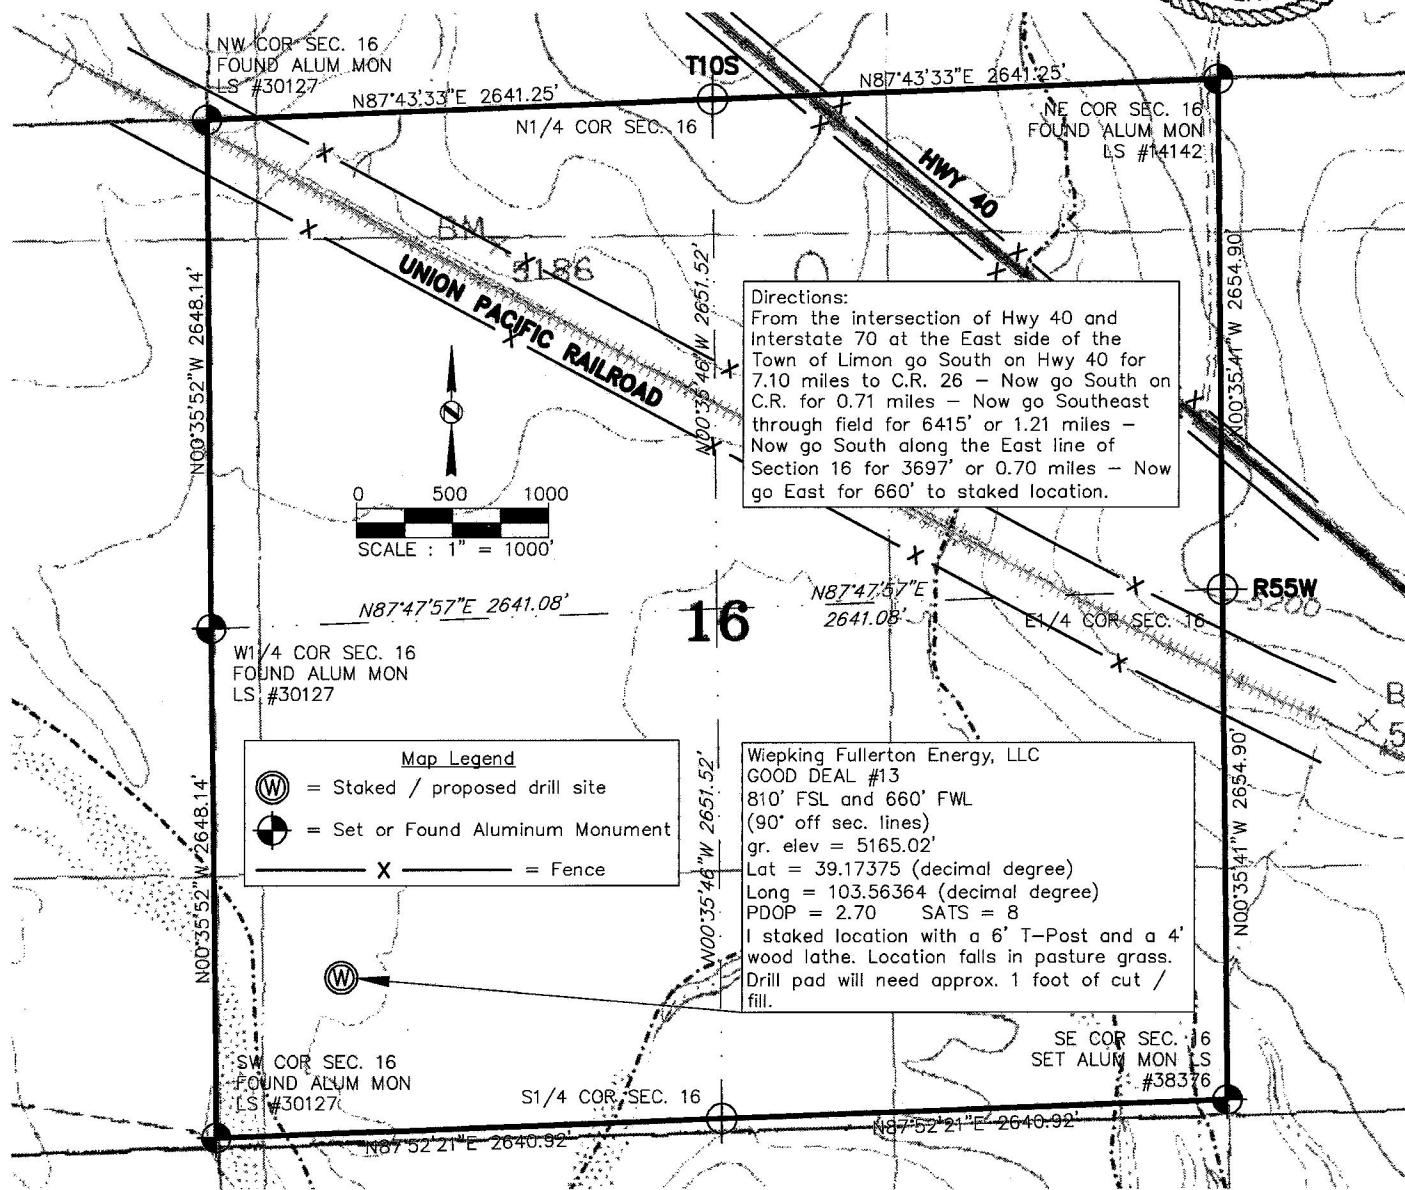 NW COR SEC. 16
FOUND ALUM MON
LS #30127
N87°43'33"E 2641.25'
T10S
N87°43'33"E 2641.25'
N1/4 COR SEC. 16
NE COR SEC. 16
FOUND ALUM MON
LS #14142
HWY 40
BM
5186
UNION PACIFIC RAILROAD
N00°35'52"W 2648.14'
N00°35'46"W 2651.52'
N00°35'41"W 2654.90'
Directions:
From the intersection of Hwy 40 and
Interstate 70 at the East side of the
Town of Limon go South on Hwy 40 for
7.10 miles to C.R. 26 – Now go South on
C.R. for 0.71 miles – Now go Southeast
through field for 6415' or 1.21 miles –
Now go South along the East line of
Section 16 for 3697' or 0.70 miles – Now
go East for 660' to staked location.
0 500 1000
SCALE : 1" = 1000'
N87°47'57"E 2641.08'
16
N87°47'57"E
2641.08'
R55W
5200
E1/4 COR SEC. 16
W1/4 COR SEC. 16
FOUND ALUM MON
LS #30127
B
5
Map Legend
W = Staked / proposed drill site
= Set or Found Aluminum Monument
X = Fence
Wiepking Fullerton Energy, LLC
GOOD DEAL #13
810' FSL and 660' FWL
(90° off sec. lines)
gr. elev = 5165.02'
Lat = 39.17375 (decimal degree)
Long = 103.56364 (decimal degree)
PDOP = 2.70 SATS = 8
I staked location with a 6' T-Post and a 4'
wood lathe. Location falls in pasture grass.
Drill pad will need approx. 1 foot of cut /
fill.
N00°35'52"W 2648.14'
N00°35'46"W 2651.52'
N00°35'41"W 2654.90'
W
SW COR SEC. 16
FOUND ALUM MON
LS #30127
S1/4 COR SEC. 16
SE COR SEC. 16
SET ALUM MON LS
#38376
N87°52'21"E 2640.92'
N87°52'21"E 2640.92'